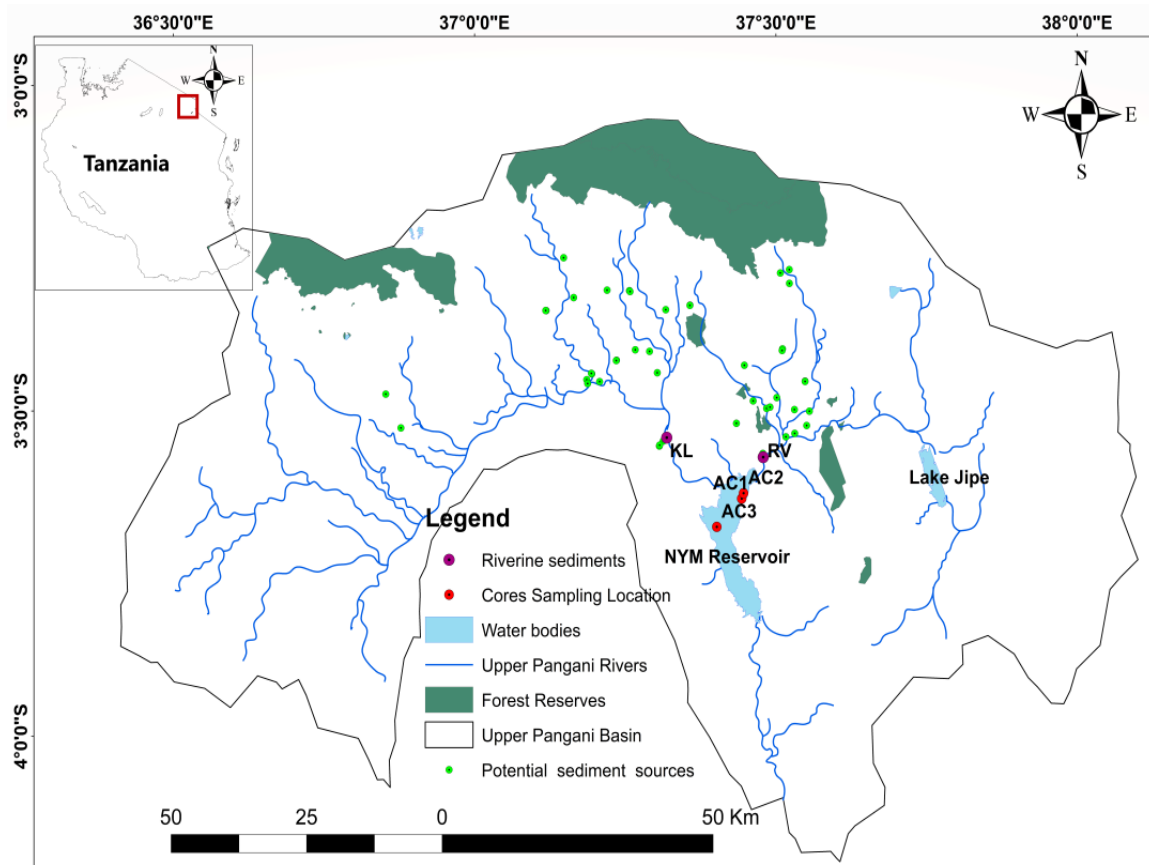 36°30'0"E
37°0'0"E
37°30'0"E
38°0'0"E
3°0'0"S
3°30'0"S
4°0'0"S
N
W E
S
Tanzania
N
W E
S
KL
RV
AC1
AC2
AC3
Lake Jipe
NYM Reservoir
Legend
Riverine sediments
Cores Sampling Location
Water bodies
Upper Pangani Rivers
Forest Reserves
Upper Pangani Basin
Potential sediment sources
50 25 0 50 Km